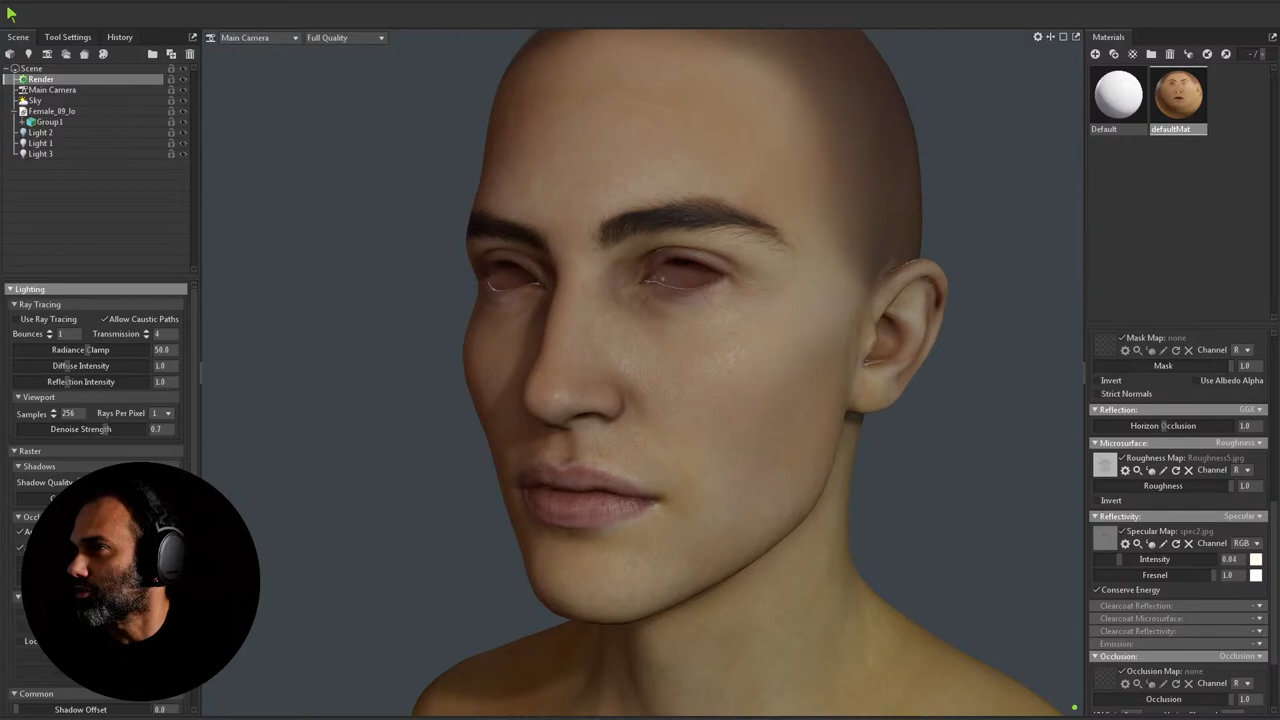 Scene
Tool Settings
History
Main Camera
Full Quality
Materials
Scene
Render
Main Camera
Sky
Female_09_lo
Group1
Light 2
Light 1
Light 3
Default
defaultMat
Lighting
Ray Tracing
Use Ray Tracing
Allow Caustic Paths
Bounces 1
Transmission 4
Radiance Clamp 50.0
Diffuse Intensity 1.0
Reflection Intensity 1.0
Viewport
Samples 256
Rays Per Pixel 1
Denoise Strength 0.7
Raster
Shadows
Shadow Quality
Common
Shadow Offset 0.0
Mask Map: none
Channel R
Mask 1.0
Invert
Use Albedo Alpha
Strict Normals
Reflection: GGX
Horizon Occlusion 1.0
Microsurface: Roughness
Roughness Map: Roughness5.jpg
Channel R
Roughness 1.0
Invert
Reflectivity: Specular
Specular Map: spec2.jpg
Channel RGB
Intensity 0.04
Fresnel 1.0
Conserve Energy
Clearcoat Reflection:
Clearcoat Microsurface:
Clearcoat Reflectivity:
Emission:
Occlusion: Occlusion
Occlusion Map: none
Channel R
Occlusion 1.0